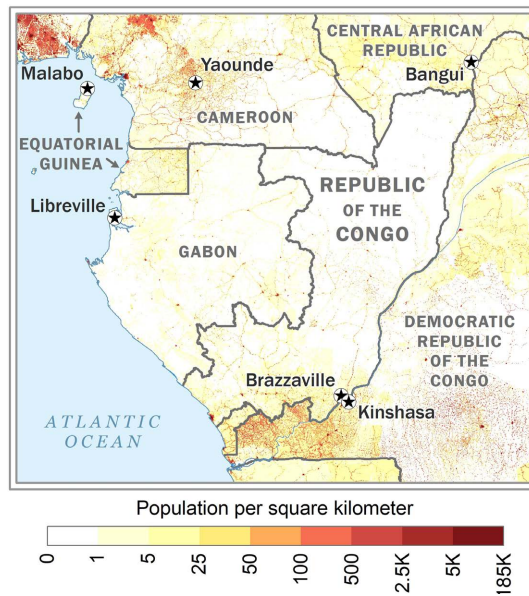 CENTRAL AFRICAN
REPUBLIC
Malabo
Yaounde
Bangui
CAMEROON
EQUATORIAL
GUINEA
REPUBLIC
OF THE
CONGO
Libreville
GABON
DEMOCRATIC
REPUBLIC
OF THE
CONGO
Brazzaville
Kinshasa
ATLANTIC
OCEAN
Population per square kilometer
0 1 5 25 50 100 500 2.5K 5K 185K